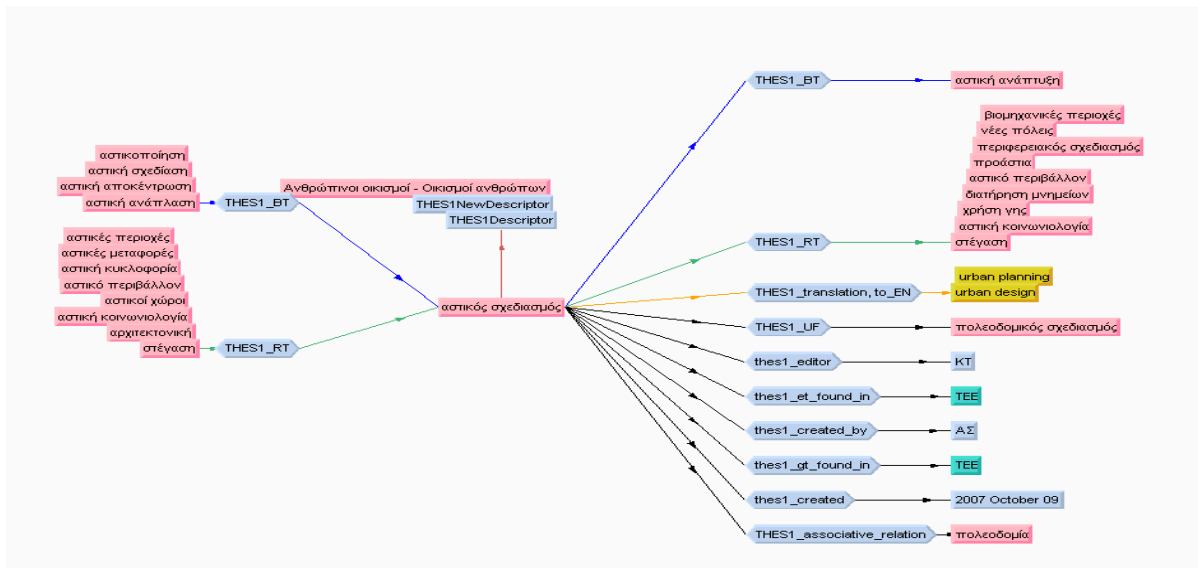 THES1_BT
αστική ανάπτυξη
βιομηχανικές περιοχές
νέες πόλεις
περιφερειακός σχεδιασμός
προάστια
αστικό περιβάλλον
διατήρηση μνημείων
χρήση γης
αστική κοινωνιολογία
στέγαση
THES1_RT
αστικοποίηση
αστική σχεδίαση
αστική αποκέντρωση
αστική ανάπλαση
THES1_BT
Ανθρώπινοι οικισμοί - Οικισμοί ανθρώπων
THES1NewDescriptor
THES1Descriptor
αστικές περιοχές
αστικές μεταφορές
αστική κυκλοφορία
αστικό περιβάλλον
αστικοί χώροι
αστική κοινωνιολογία
αρχιτεκτονική
στέγαση
THES1_RT
αστικός σχεδιασμός
urban planning
urban design
THES1_translation, to_EN
THES1_UF
πολεοδομικός σχεδιασμός
thes1_editor
ΚΤ
thes1_et_found_in
ΤΕΕ
thes1_created_by
ΑΣ
thes1_gt_found_in
ΤΕΕ
thes1_created
2007 October 09
THES1_associative_relation
πολεοδομία